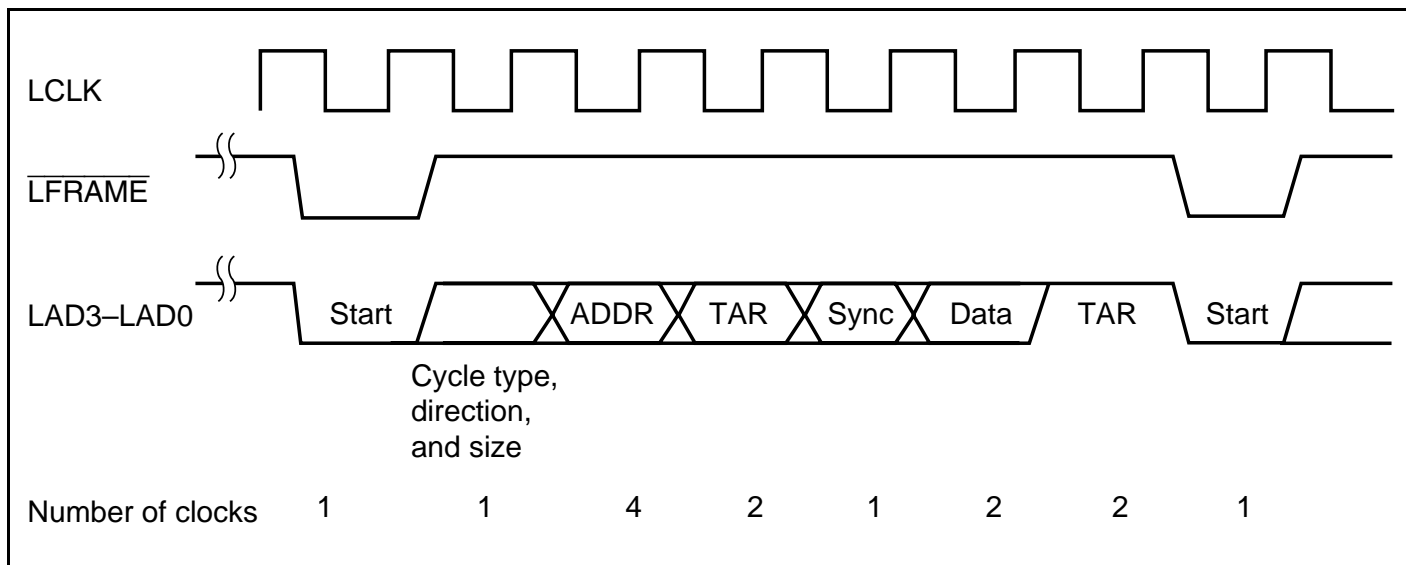 LCLK
LFRAME
LAD3–LAD0
Start
ADDR
TAR
Sync
Data
TAR
Start
Cycle type,
direction,
and size
Number of clocks 1 1 4 2 1 2 2 1